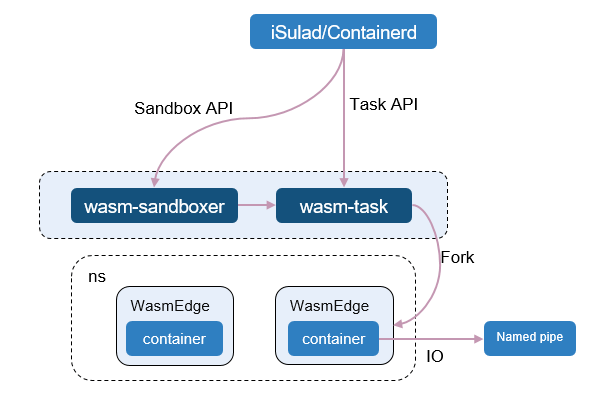 iSulad/Containerd
Sandbox API
Task API
wasm-sandboxer
wasm-task
Fork
ns
WasmEdge
container
WasmEdge
container
IO
Named pipe